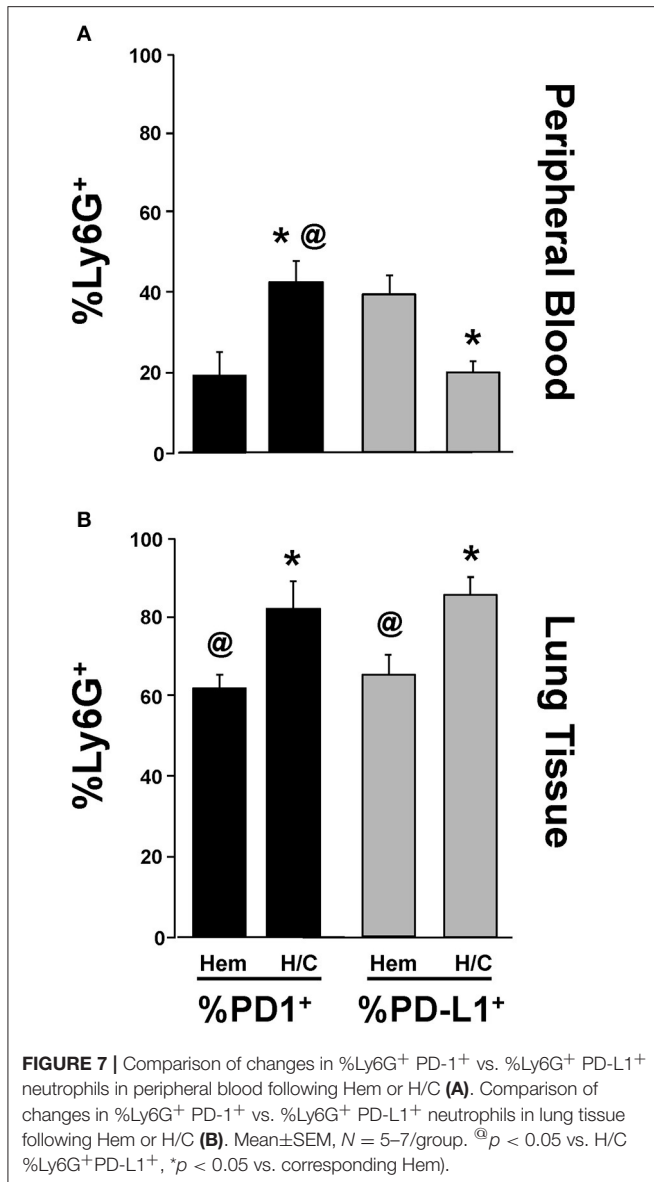 A
100
80
60
40
20
0
%Ly6G⁺
* @
*
Peripheral Blood
B
100
80
60
40
20
0
%Ly6G⁺
@
*
@
*
Lung Tissue
Hem H/C Hem H/C
%PD1⁺ %PD-L1⁺
FIGURE 7 | Comparison of changes in %Ly6G⁺ PD-1⁺ vs. %Ly6G⁺ PD-L1⁺
neutrophils in peripheral blood following Hem or H/C (A). Comparison of
changes in %Ly6G⁺ PD-1⁺ vs. %Ly6G⁺ PD-L1⁺ neutrophils in lung tissue
following Hem or H/C (B). Mean±SEM, N = 5–7/group. @p < 0.05 vs. H/C
%Ly6G⁺PD-L1⁺, *p < 0.05 vs. corresponding Hem).